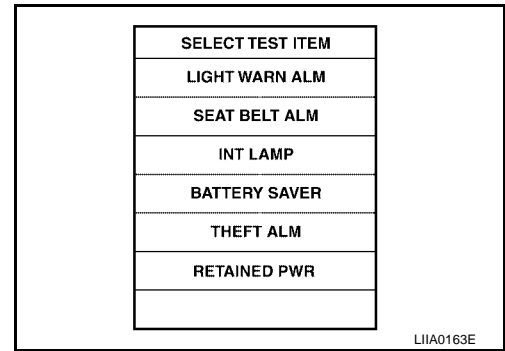 SELECT TEST ITEM
LIGHT WARN ALM
SEAT BELT ALM
INT LAMP
BATTERY SAVER
THEFT ALM
RETAINED PWR
LIIA0163E